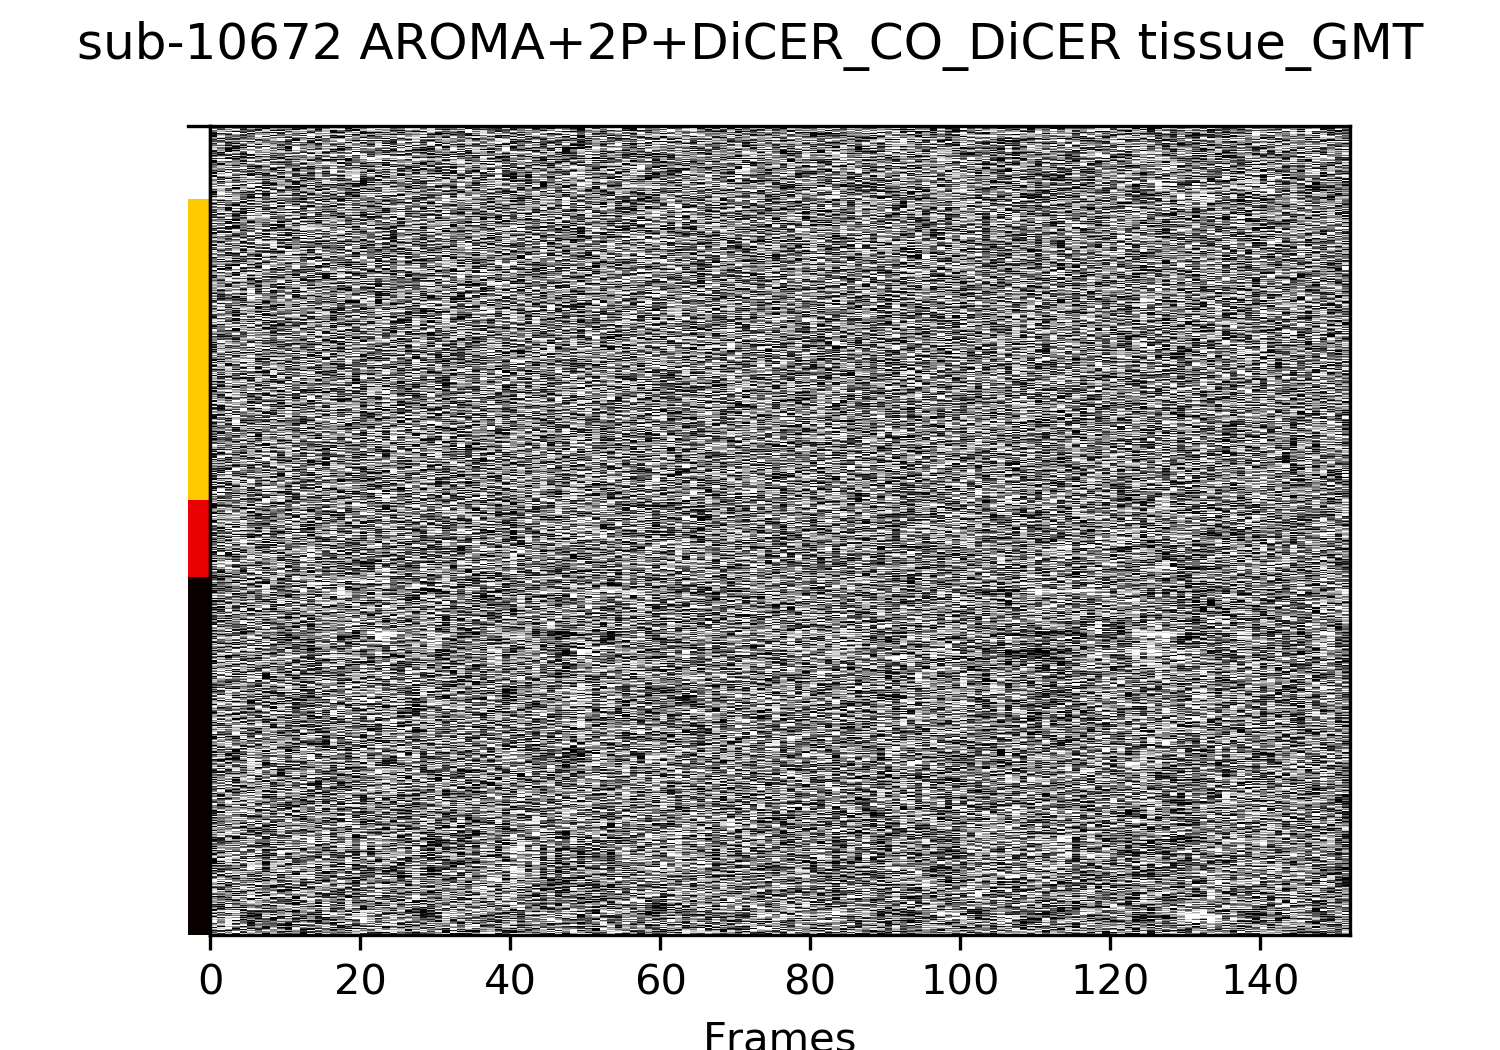 sub-10672 AROMA+2P+DiCER_CO_DiCER tissue_GMT
0 20 40 60 80 100 120 140
Frames